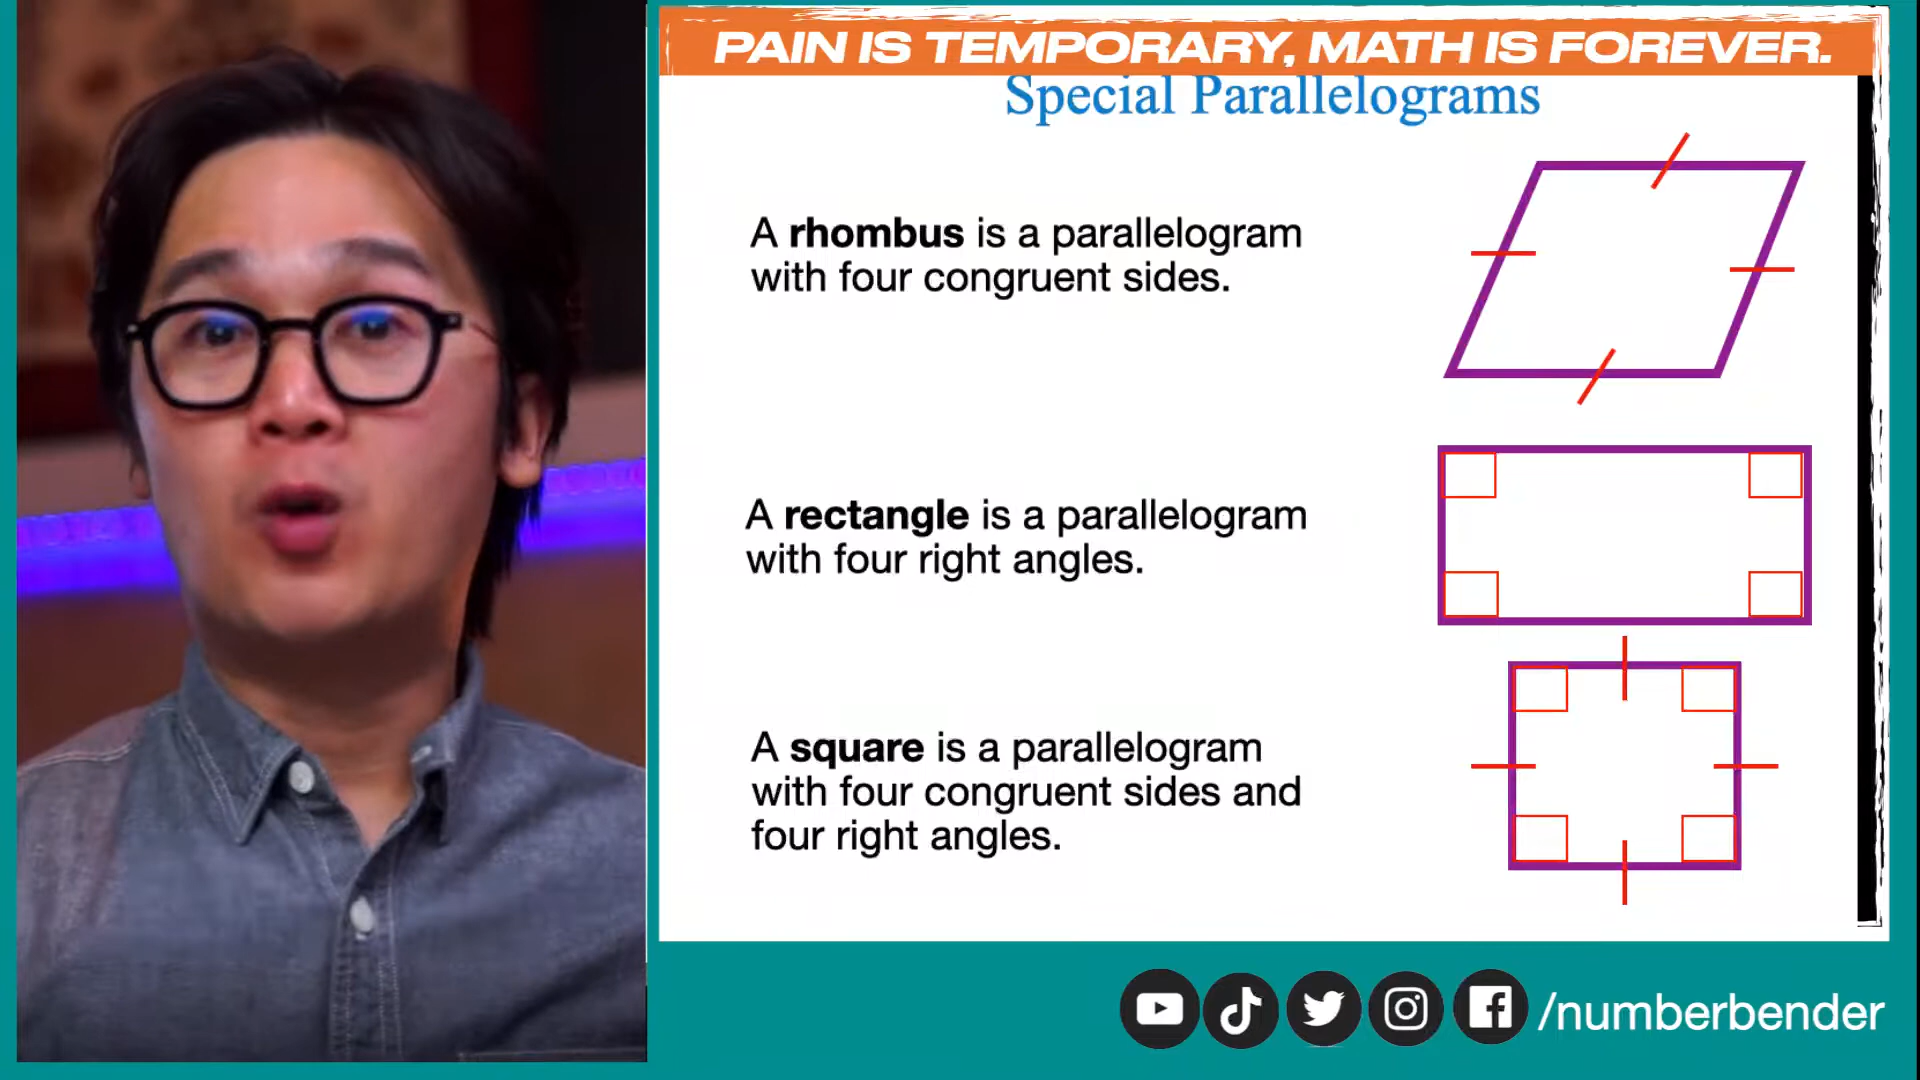 PAIN IS TEMPORARY, MATH IS FOREVER.
Special Parallelograms
A rhombus is a parallelogram
with four congruent sides.
A rectangle is a parallelogram
with four right angles.
A square is a parallelogram
with four congruent sides and
four right angles.
/numberbender